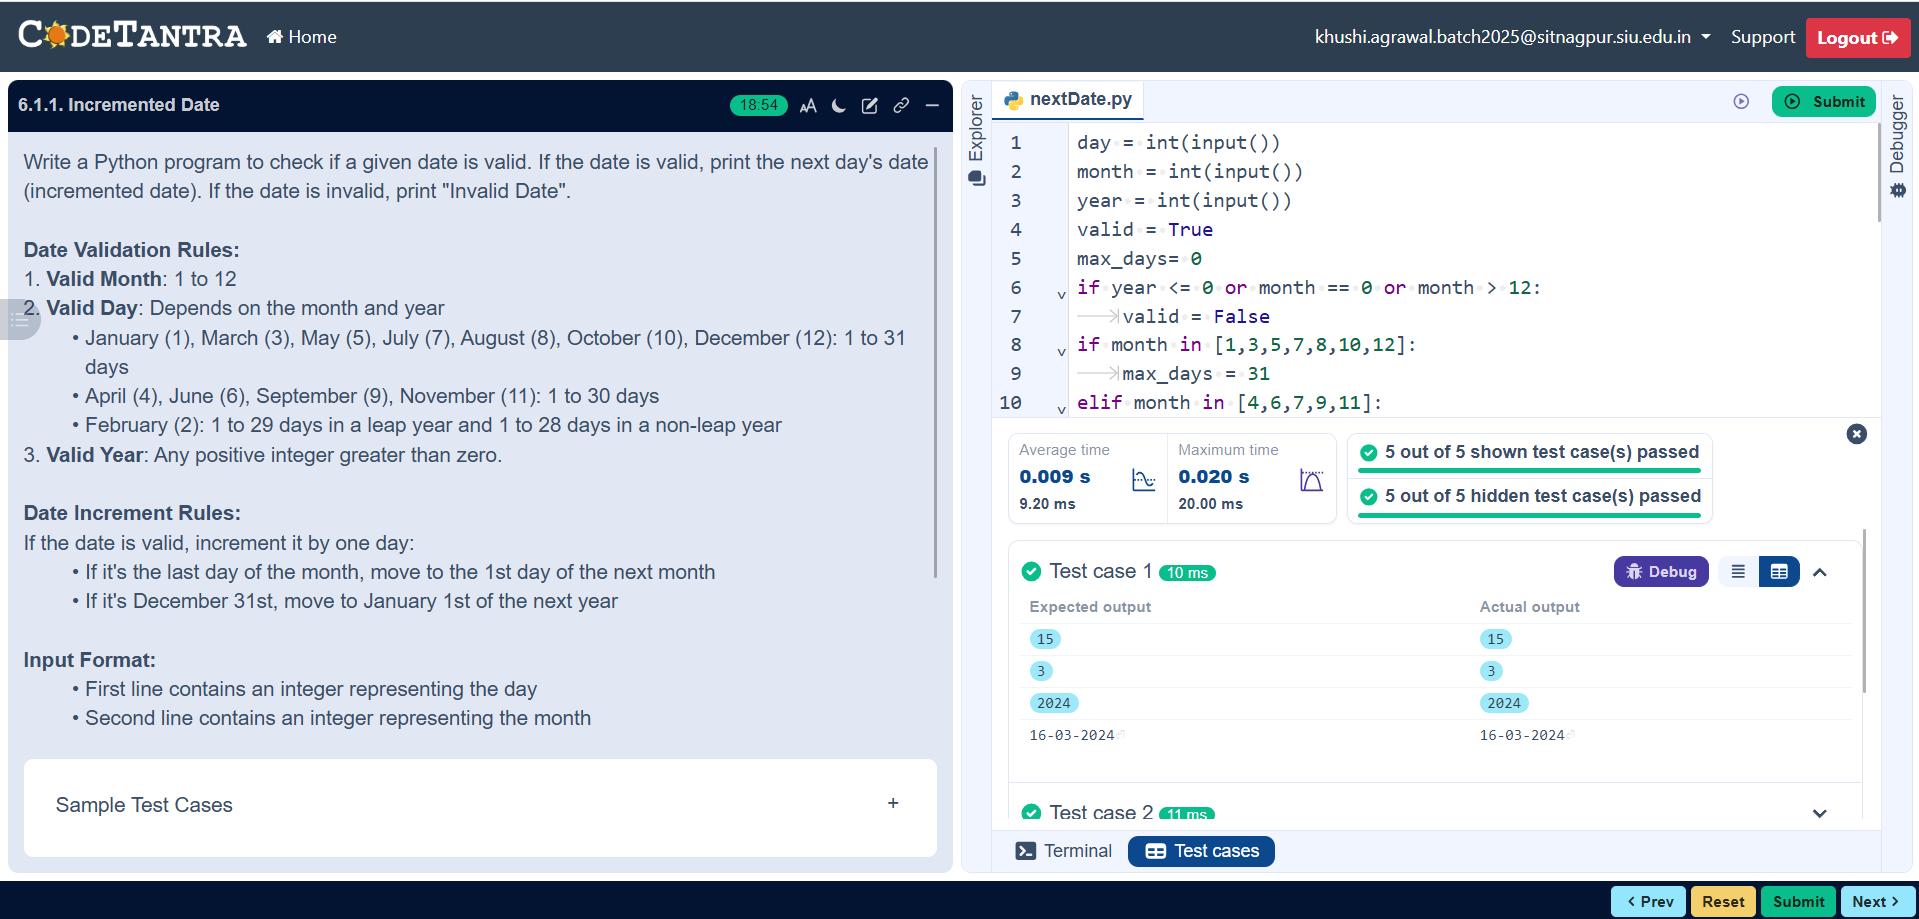 CODETANTRA Home khushi.agrawal.batch2025@sitnagpur.siu.edu.in Support Logout
6.1.1. Incremented Date 18:54 AA
Write a Python program to check if a given date is valid. If the date is valid, print the next day's date
(incremented date). If the date is invalid, print "Invalid Date".
Date Validation Rules:
1. Valid Month: 1 to 12
2. Valid Day: Depends on the month and year
• January (1), March (3), May (5), July (7), August (8), October (10), December (12): 1 to 31
days
• April (4), June (6), September (9), November (11): 1 to 30 days
• February (2): 1 to 29 days in a leap year and 1 to 28 days in a non-leap year
3. Valid Year: Any positive integer greater than zero.
Date Increment Rules:
If the date is valid, increment it by one day:
• If it's the last day of the month, move to the 1st day of the next month
• If it's December 31st, move to January 1st of the next year
Input Format:
• First line contains an integer representing the day
• Second line contains an integer representing the month
Sample Test Cases +
Explorer
nextDate.py Submit
Debugger
1 day = int(input())
2 month = int(input())
3 year = int(input())
4 valid = True
5 max_days= 0
6 if year <= 0 or month == 0 or month > 12:
7 valid = False
8 if month in [1,3,5,7,8,10,12]:
9 max_days = 31
10 elif month in [4,6,7,9,11]:
Average time Maximum time
0.009 s 0.020 s
9.20 ms 20.00 ms
5 out of 5 shown test case(s) passed
5 out of 5 hidden test case(s) passed
Test case 1 10 ms Debug
Expected output Actual output
15 15
3 3
2024 2024
16-03-2024 16-03-2024
Test case 2 11 ms
Terminal Test cases
< Prev Reset Submit Next >